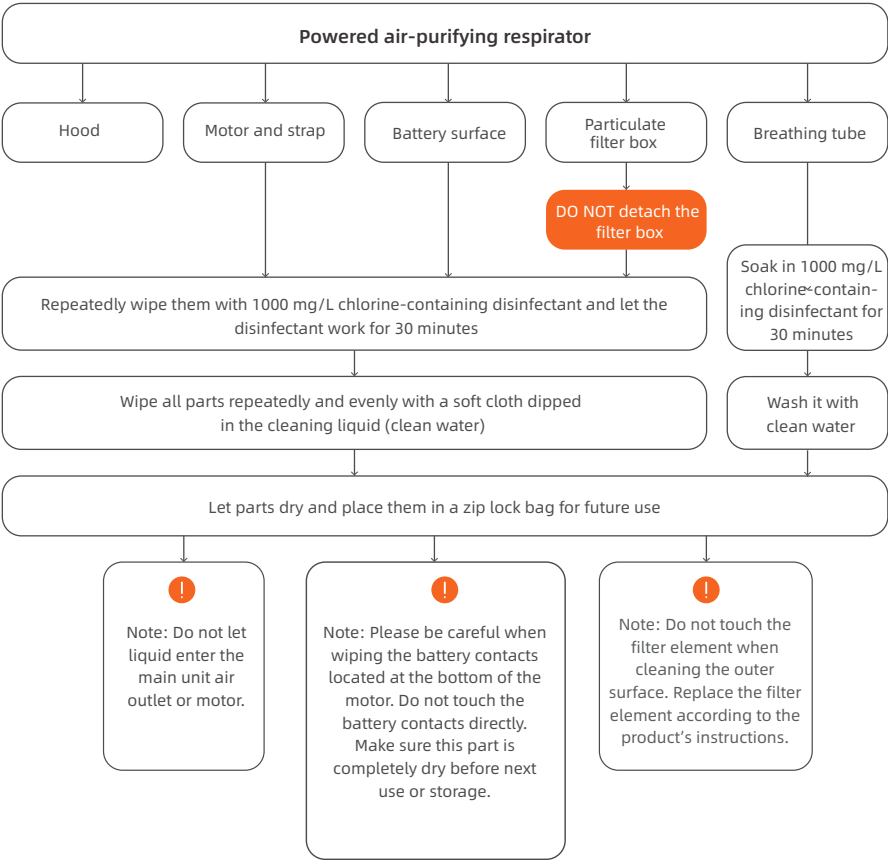 Powered air-purifying respirator
Hood
Motor and strap
Battery surface
Particulate
filter box
Breathing tube
DO NOT detach the
filter box
Repeatedly wipe them with 1000 mg/L chlorine-containing disinfectant and let the
disinfectant work for 30 minutes
Soak in 1000 mg/L
chlorine-contain-
ing disinfectant for
30 minutes
Wipe all parts repeatedly and evenly with a soft cloth dipped
in the cleaning liquid (clean water)
Wash it with
clean water
Let parts dry and place them in a zip lock bag for future use
!
Note: Do not let
liquid enter the
main unit air
outlet or motor.
!
Note: Please be careful when
wiping the battery contacts
located at the bottom of the
motor. Do not touch the
battery contacts directly.
Make sure this part is
completely dry before next
use or storage.
!
Note: Do not touch the
filter element when
cleaning the outer
surface. Replace the filter
element according to the
product’s instructions.